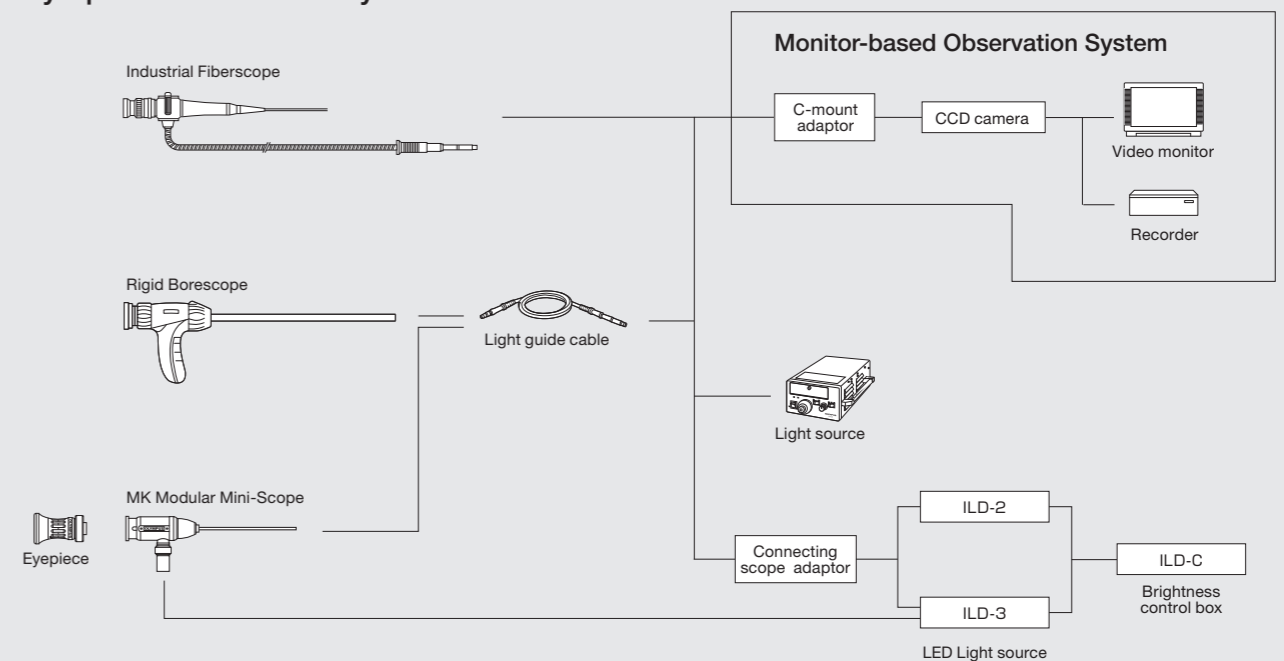 Monitor-based Observation System
Industrial Fiberscope
C-mount
adaptor
CCD camera
Video monitor
Recorder
Rigid Borescope
Light guide cable
Light source
MK Modular Mini-Scope
Eyepiece
Connecting
scope adaptor
ILD-2
ILD-3
LED Light source
ILD-C
Brightness
control box